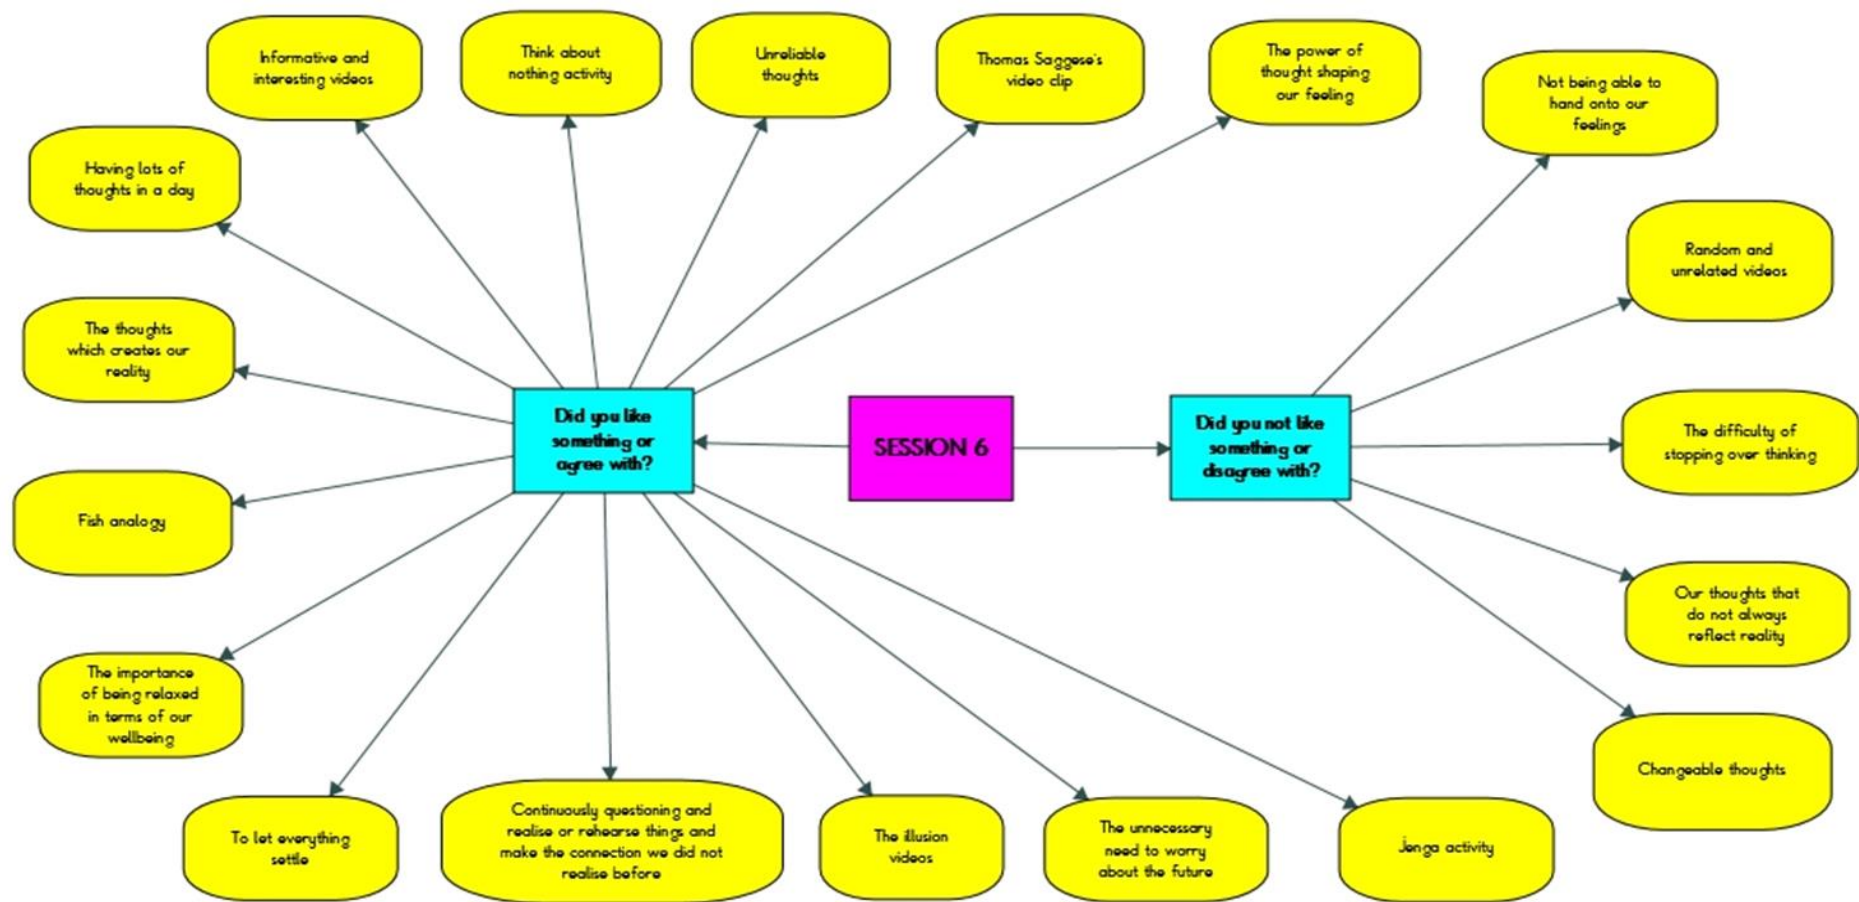 Informative and
interesting videos
Think about
nothing activity
Unreliable
thoughts
Thomas Saggese's
video clip
The power of
thought shaping
our feeling
Not being able to
hand onto our
feelings
Having lots of
thoughts in a day
Random and
unrelated videos
The thoughts
which creates our
reality
Did you like
something or
agree with?
SESSION 6
Did you not like
something or
disagree with?
The difficulty of
stopping over thinking
Fish analogy
Our thoughts that
do not always
reflect reality
The importance
of being relaxed
in terms of our
wellbeing
Changeable thoughts
To let everything
settle
Continuously questioning and
realise or rehearse things and
make the connection we did not
realise before
The illusion
videos
The unnecessary
need to worry
about the future
Jenga activity